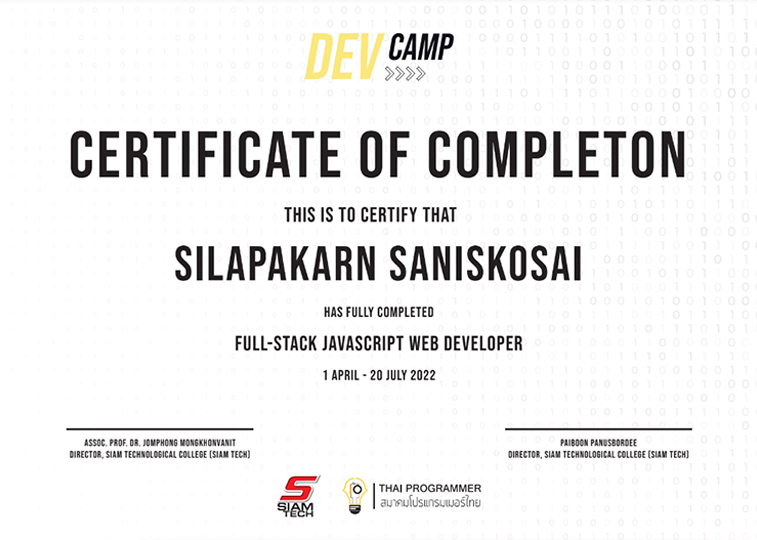 DEV CAMP
CERTIFICATE OF COMPLETON
THIS IS TO CERTIFY THAT
SILAPAKARN SANISKOSAI
HAS FULLY COMPLETED
FULL-STACK JAVASCRIPT WEB DEVELOPER
1 APRIL - 20 JULY 2022
ASSOC. PROF. DR. JOMPHONG MONGKHONVANIT
DIRECTOR, SIAM TECHNOLOGICAL COLLEGE (SIAM TECH)
PAIBOON PANUSBORDEE
DIRECTOR, SIAM TECHNOLOGICAL COLLEGE (SIAM TECH)
SIAM
TECH
THAI PROGRAMMER
สมาคมโปรแกรมเมอร์ไทย